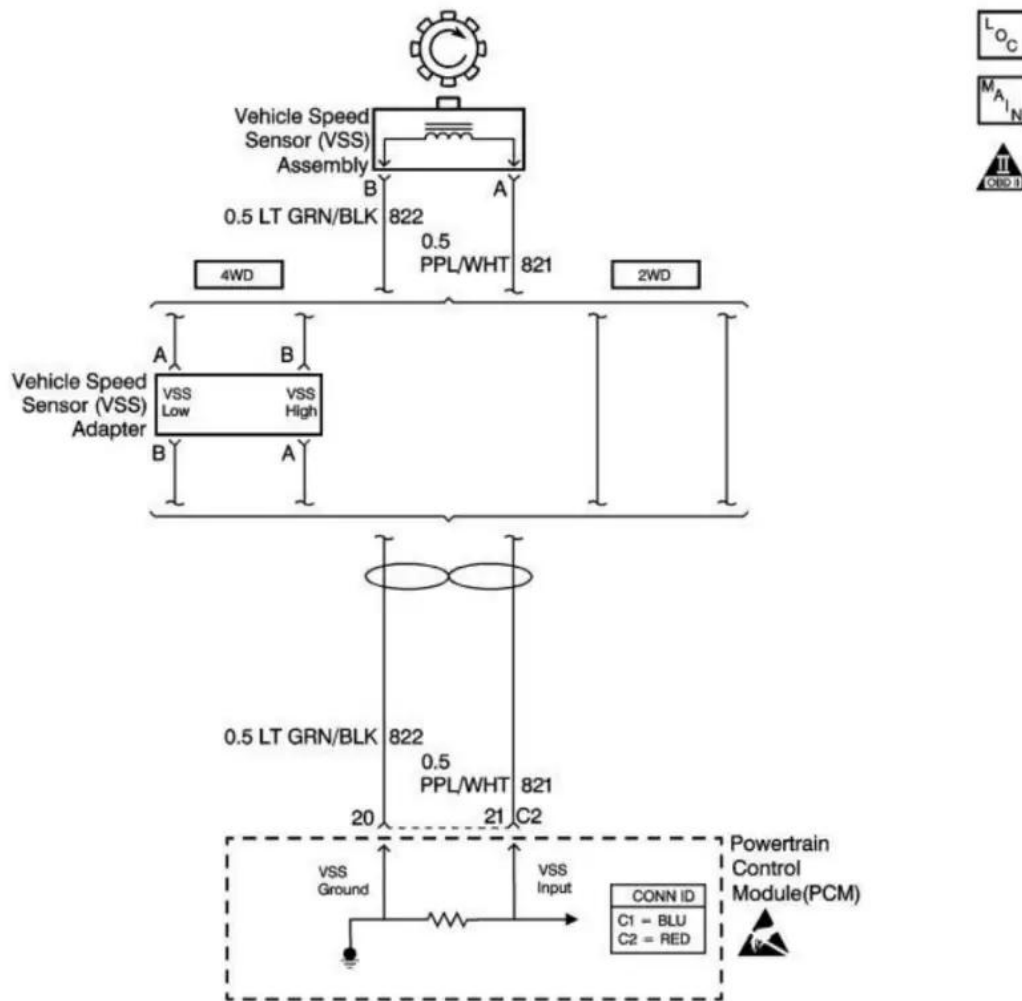 LOC
Vehicle Speed
Sensor (VSS)
Assembly
MAIN
II
OBD II
B A
0.5 LT GRN/BLK 822
0.5
PPL/WHT 821
4WD
2WD
A B
Vehicle Speed
Sensor (VSS)
Adapter
VSS
Low
VSS
High
B A
0.5 LT GRN/BLK 822
0.5
PPL/WHT 821
20 21 C2
Powertrain
Control
Module(PCM)
VSS
Ground
VSS
Input
CONN ID
C1 = BLU
C2 = RED